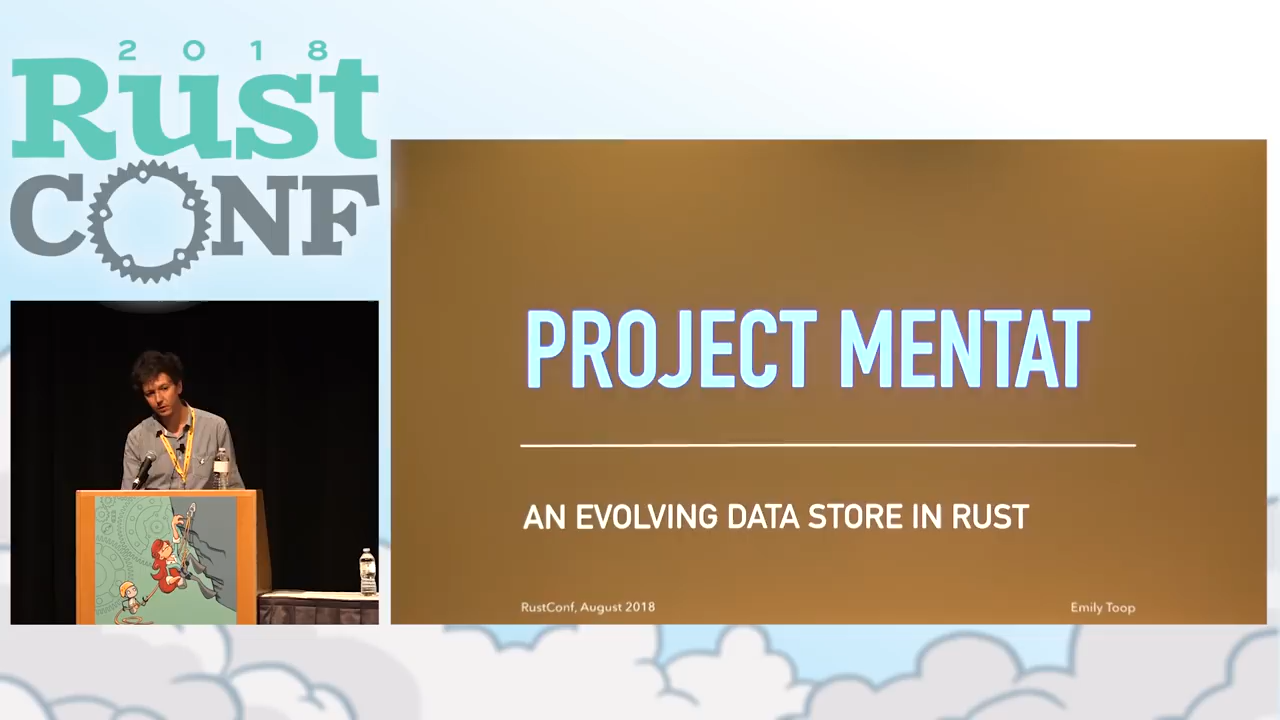 2018
Rust
CONF
PROJECT MENTAT
AN EVOLVING DATA STORE IN RUST
RustConf, August 2018
Emily Toop